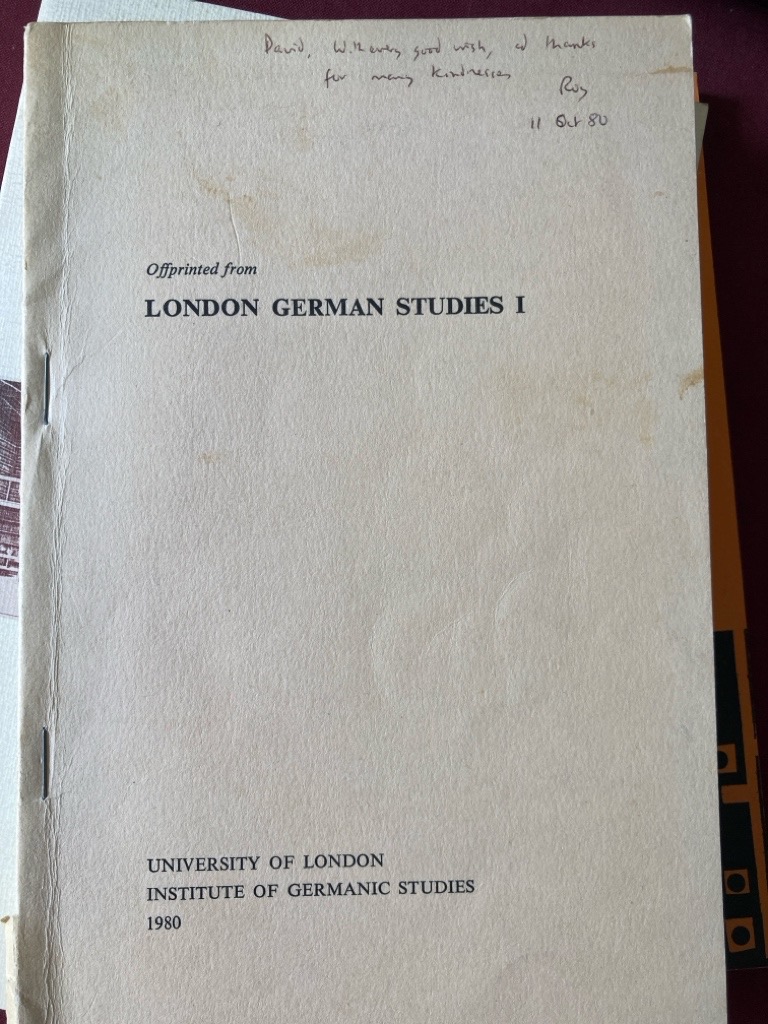 David, With every good wish, and thanks
for many kindnesses
Roy
11 Oct 80
Offprinted from
LONDON GERMAN STUDIES I
UNIVERSITY OF LONDON
INSTITUTE OF GERMANIC STUDIES
1980